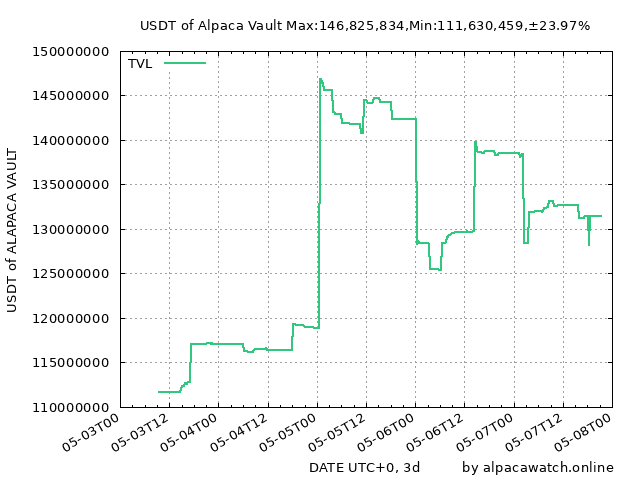 USDT of Alpaca Vault Max:146,825,834,Min:111,630,459,±23.97%
150000000
TVL
145000000
140000000
135000000
130000000
125000000
120000000
115000000
110000000
USDT of ALAPACA VAULT
05-03T00
05-03T12
05-04T00
05-04T12
05-05T00
05-05T12
05-06T00
05-06T12
05-07T00
05-07T12
05-08T00
DATE UTC+0, 3d
by alpacawatch.online